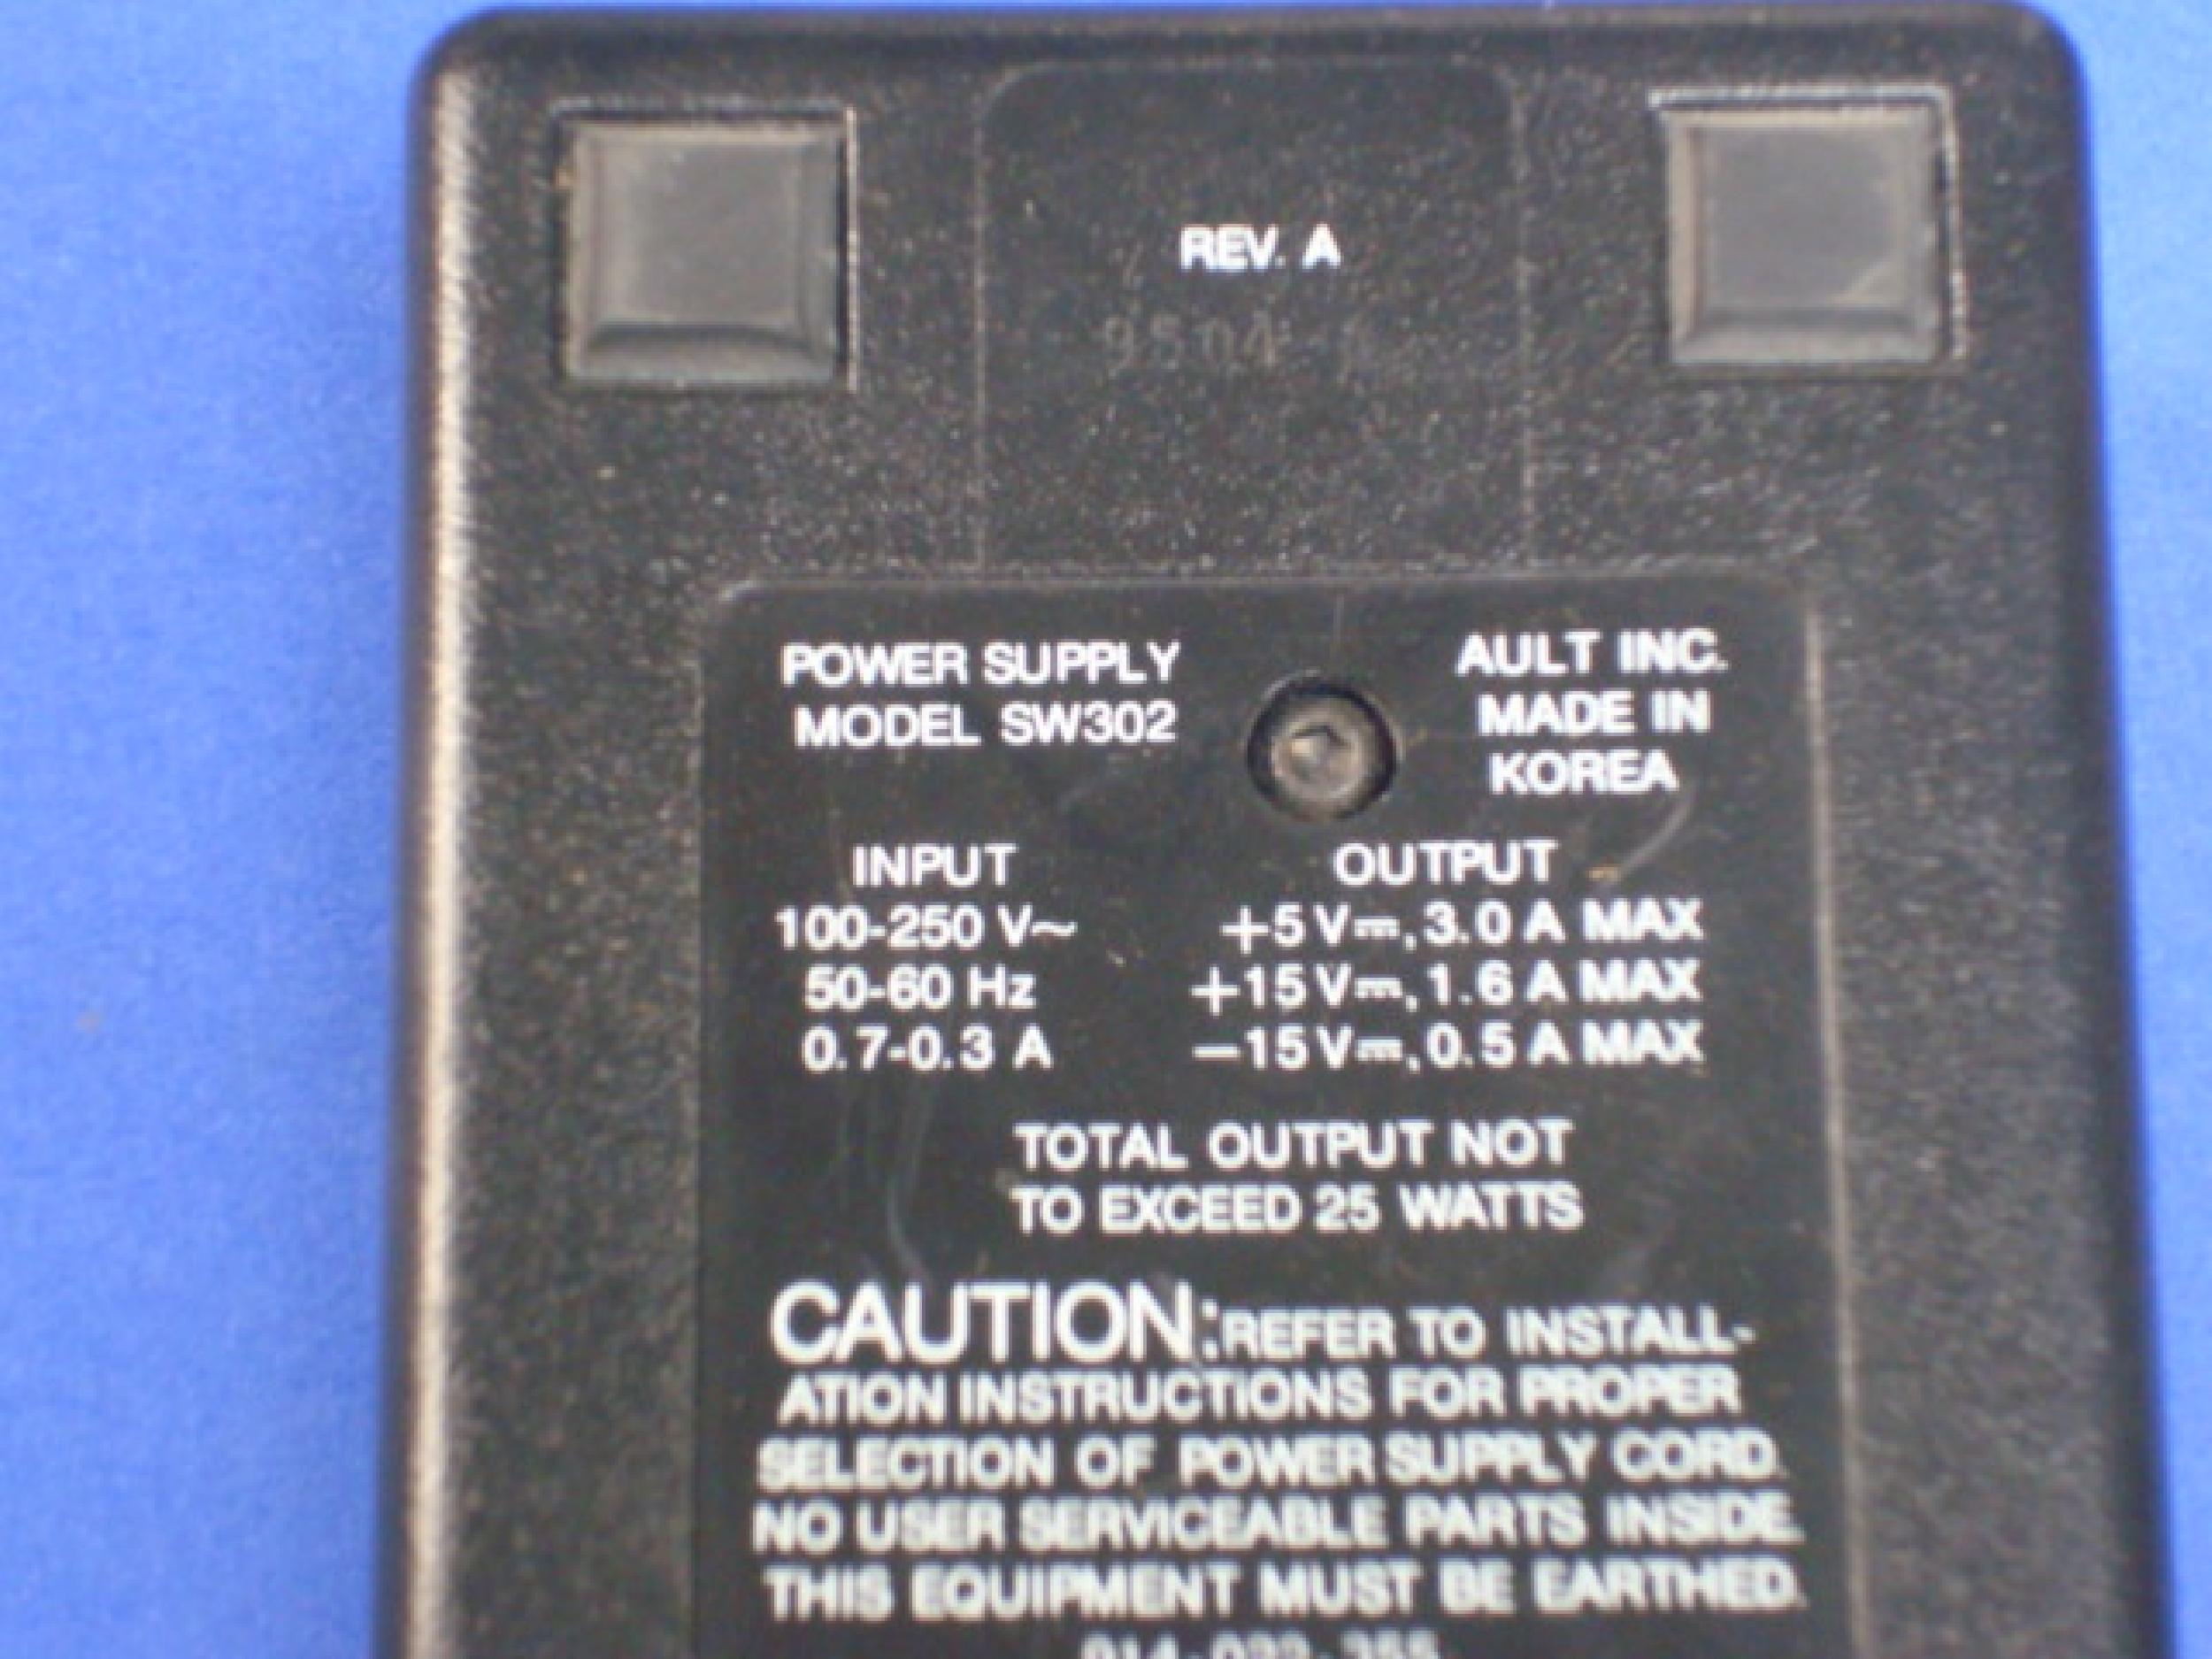 REV. A
9504
POWER SUPPLY
MODEL SW302
AULT INC.
MADE IN
KOREA
INPUT
100-250 V~
50-60 Hz
0.7-0.3 A
OUTPUT
+5 V⎓, 3.0 A MAX
+15 V⎓, 1.6 A MAX
−15 V⎓, 0.5 A MAX
TOTAL OUTPUT NOT
TO EXCEED 25 WATTS
CAUTION: REFER TO INSTALL-
ATION INSTRUCTIONS FOR PROPER
SELECTION OF POWER SUPPLY CORD.
NO USER SERVICEABLE PARTS INSIDE.
THIS EQUIPMENT MUST BE EARTHED.